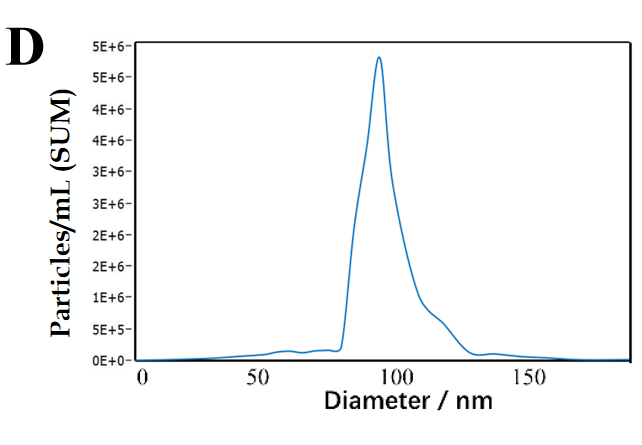 D
Particles/mL (SUM)
5E+6
5E+6
4E+6
4E+6
3E+6
3E+6
2E+6
2E+6
1E+6
5E+5
0E+0
0 50 100 150
Diameter / nm